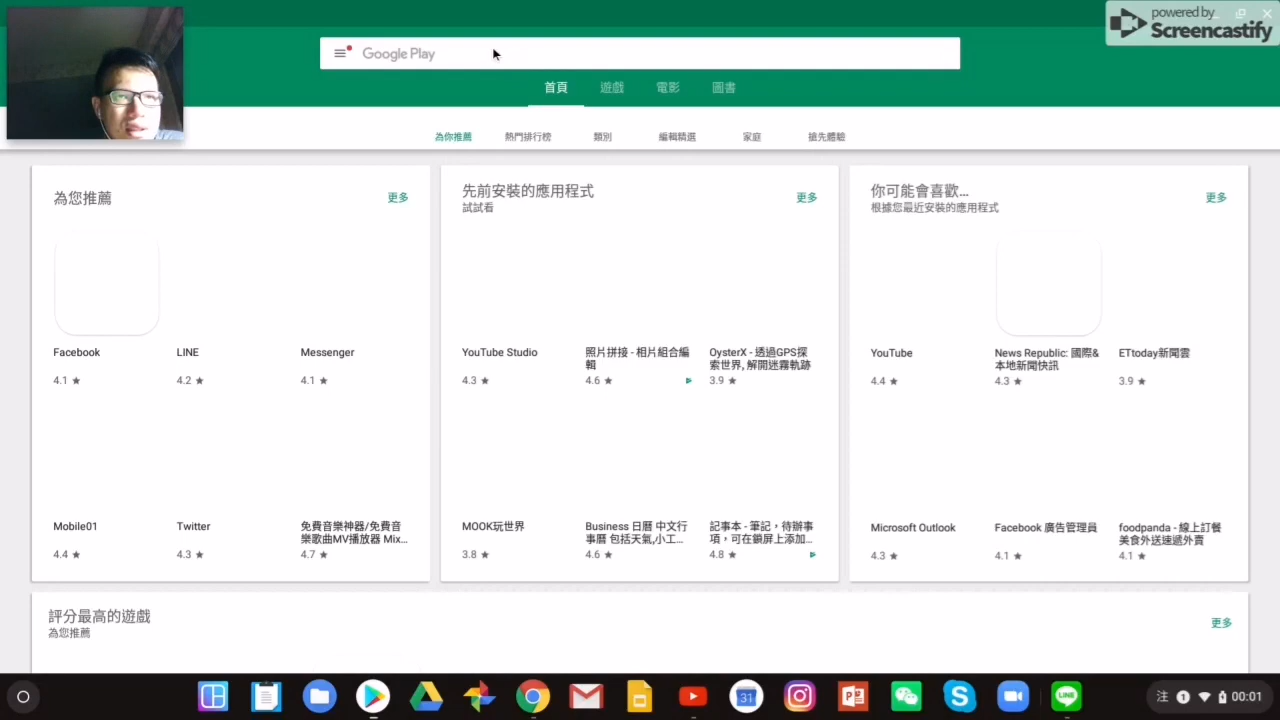 powered by
Screencastify
Google Play
首頁 遊戲 電影 圖書
為你推薦 熱門排行榜 類別 編輯精選 家庭 搶先體驗
為您推薦 更多
Facebook
4.1 ★
LINE
4.2 ★
Messenger
4.1 ★
Mobile01
4.4 ★
Twitter
4.3 ★
免費音樂神器/免費音
樂歌曲MV播放器 Mix...
4.7 ★
先前安裝的應用程式 更多
試試看
YouTube Studio
4.3 ★
照片拼接 - 相片組合編
輯
4.6 ★
OysterX - 透過GPS探
索世界, 解開迷霧軌跡
3.9 ★
MOOK玩世界
3.8 ★
Business 日曆 中文行
事曆 包括天氣,小工...
4.6 ★
記事本 - 筆記，待辦事
項，可在鎖屏上添加...
4.8 ★
你可能會喜歡... 更多
根據您最近安裝的應用程式
YouTube
4.4 ★
News Republic: 國際&
本地新聞快訊
4.3 ★
ETtoday新聞雲
3.9 ★
Microsoft Outlook
4.3 ★
Facebook 廣告管理員
4.1 ★
foodpanda - 線上訂餐
美食外送速遞外賣
4.1 ★
評分最高的遊戲 更多
為您推薦
31
LINE
注 1 00:01